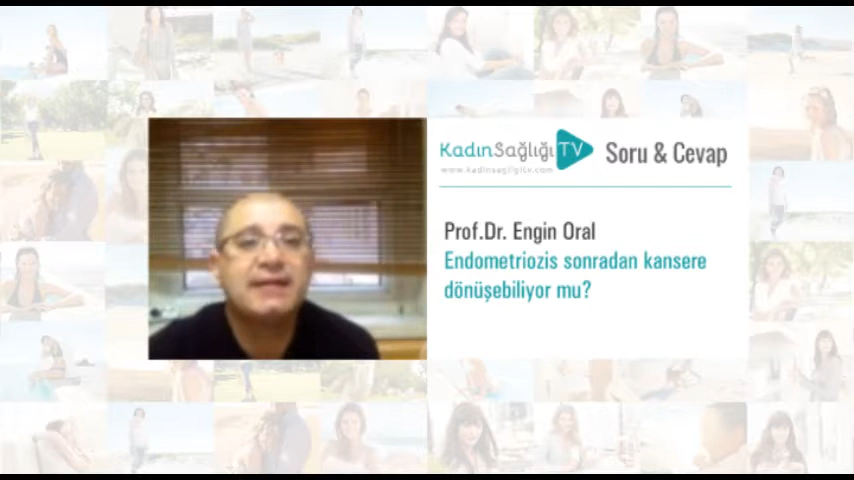 KadınSağlığı TV
www.kadinsagligitv.com
Soru & Cevap
Prof.Dr. Engin Oral
Endometriozis sonradan kansere
dönüşebiliyor mu?